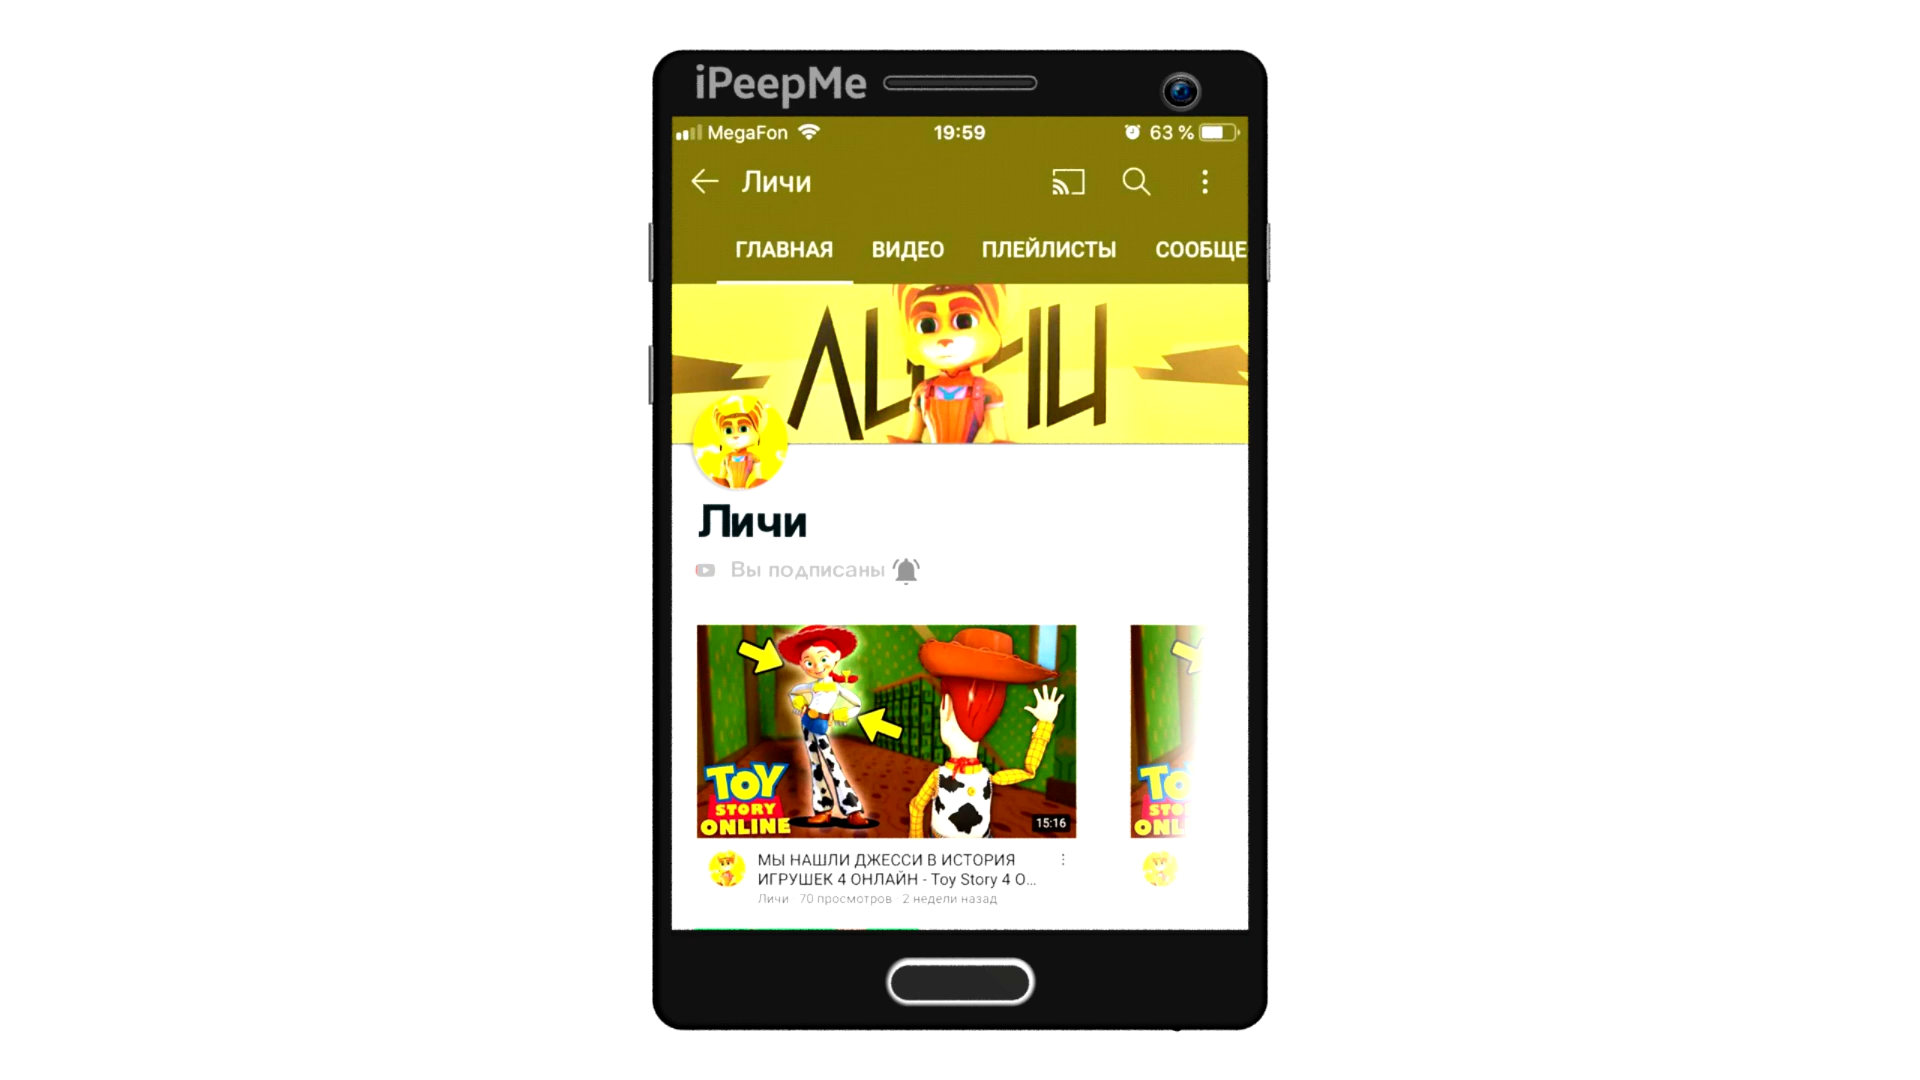 iPeepMe
MegaFon 19:59 63 %
Личи
ГЛАВНАЯ ВИДЕО ПЛЕЙЛИСТЫ СООБЩЕ
Личи
Вы подписаны
TOY
STORY
ONLINE
15:16
МЫ НАШЛИ ДЖЕССИ В ИСТОРИЯ
ИГРУШЕК 4 ОНЛАЙН - Toy Story 4 O...
Личи 70 просмотров 2 недели назад